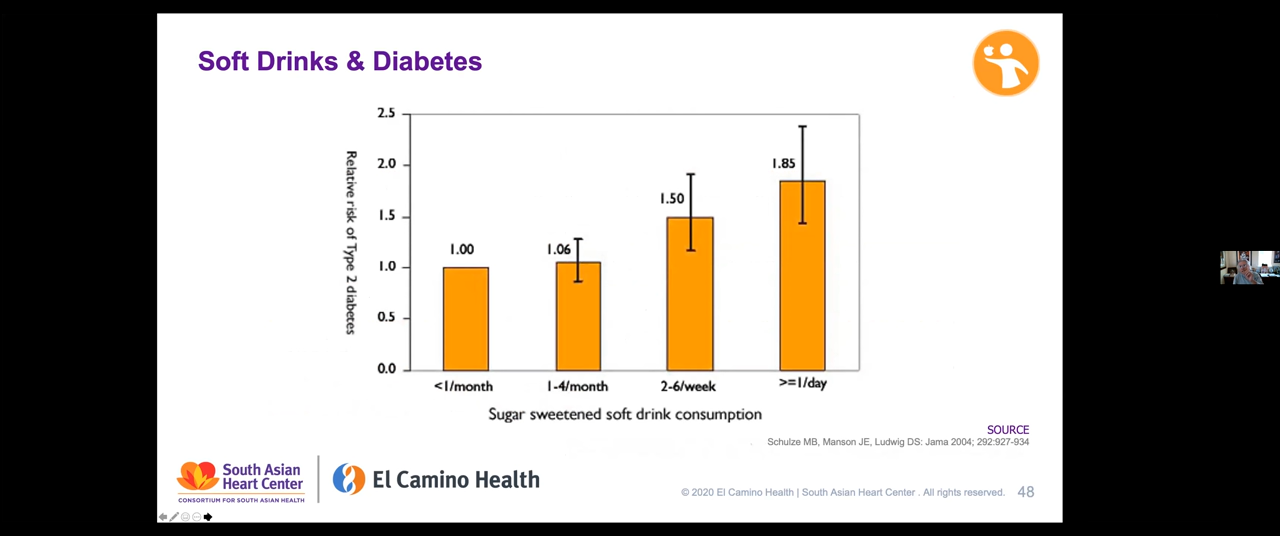 Soft Drinks & Diabetes
2.5
2.0
1.5
1.0
0.5
0.0
Relative risk of Type 2 diabetes
1.00
1.06
1.50
1.85
<1/month
1-4/month
2-6/week
>=1/day
Sugar sweetened soft drink consumption
SOURCE
Schulze MB, Manson JE, Ludwig DS: Jama 2004; 292:927-934
South Asian
Heart Center
CONSORTIUM FOR SOUTH ASIAN HEALTH
El Camino Health
© 2020 El Camino Health | South Asian Heart Center . All rights reserved.
48